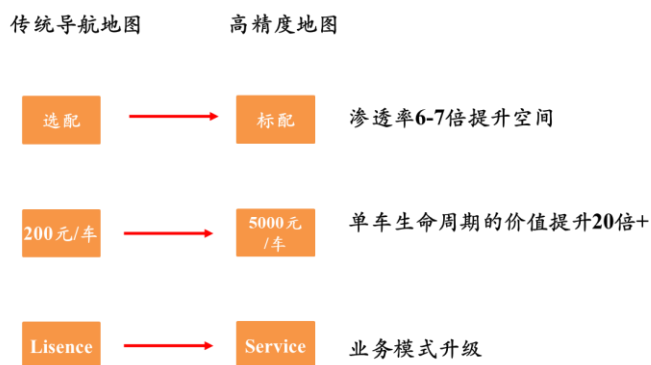 传统导航地图 高精度地图
选配 标配 渗透率6-7倍提升空间
200元/车 5000元
/车 单车生命周期的价值提升20倍+
Lisence Service 业务模式升级